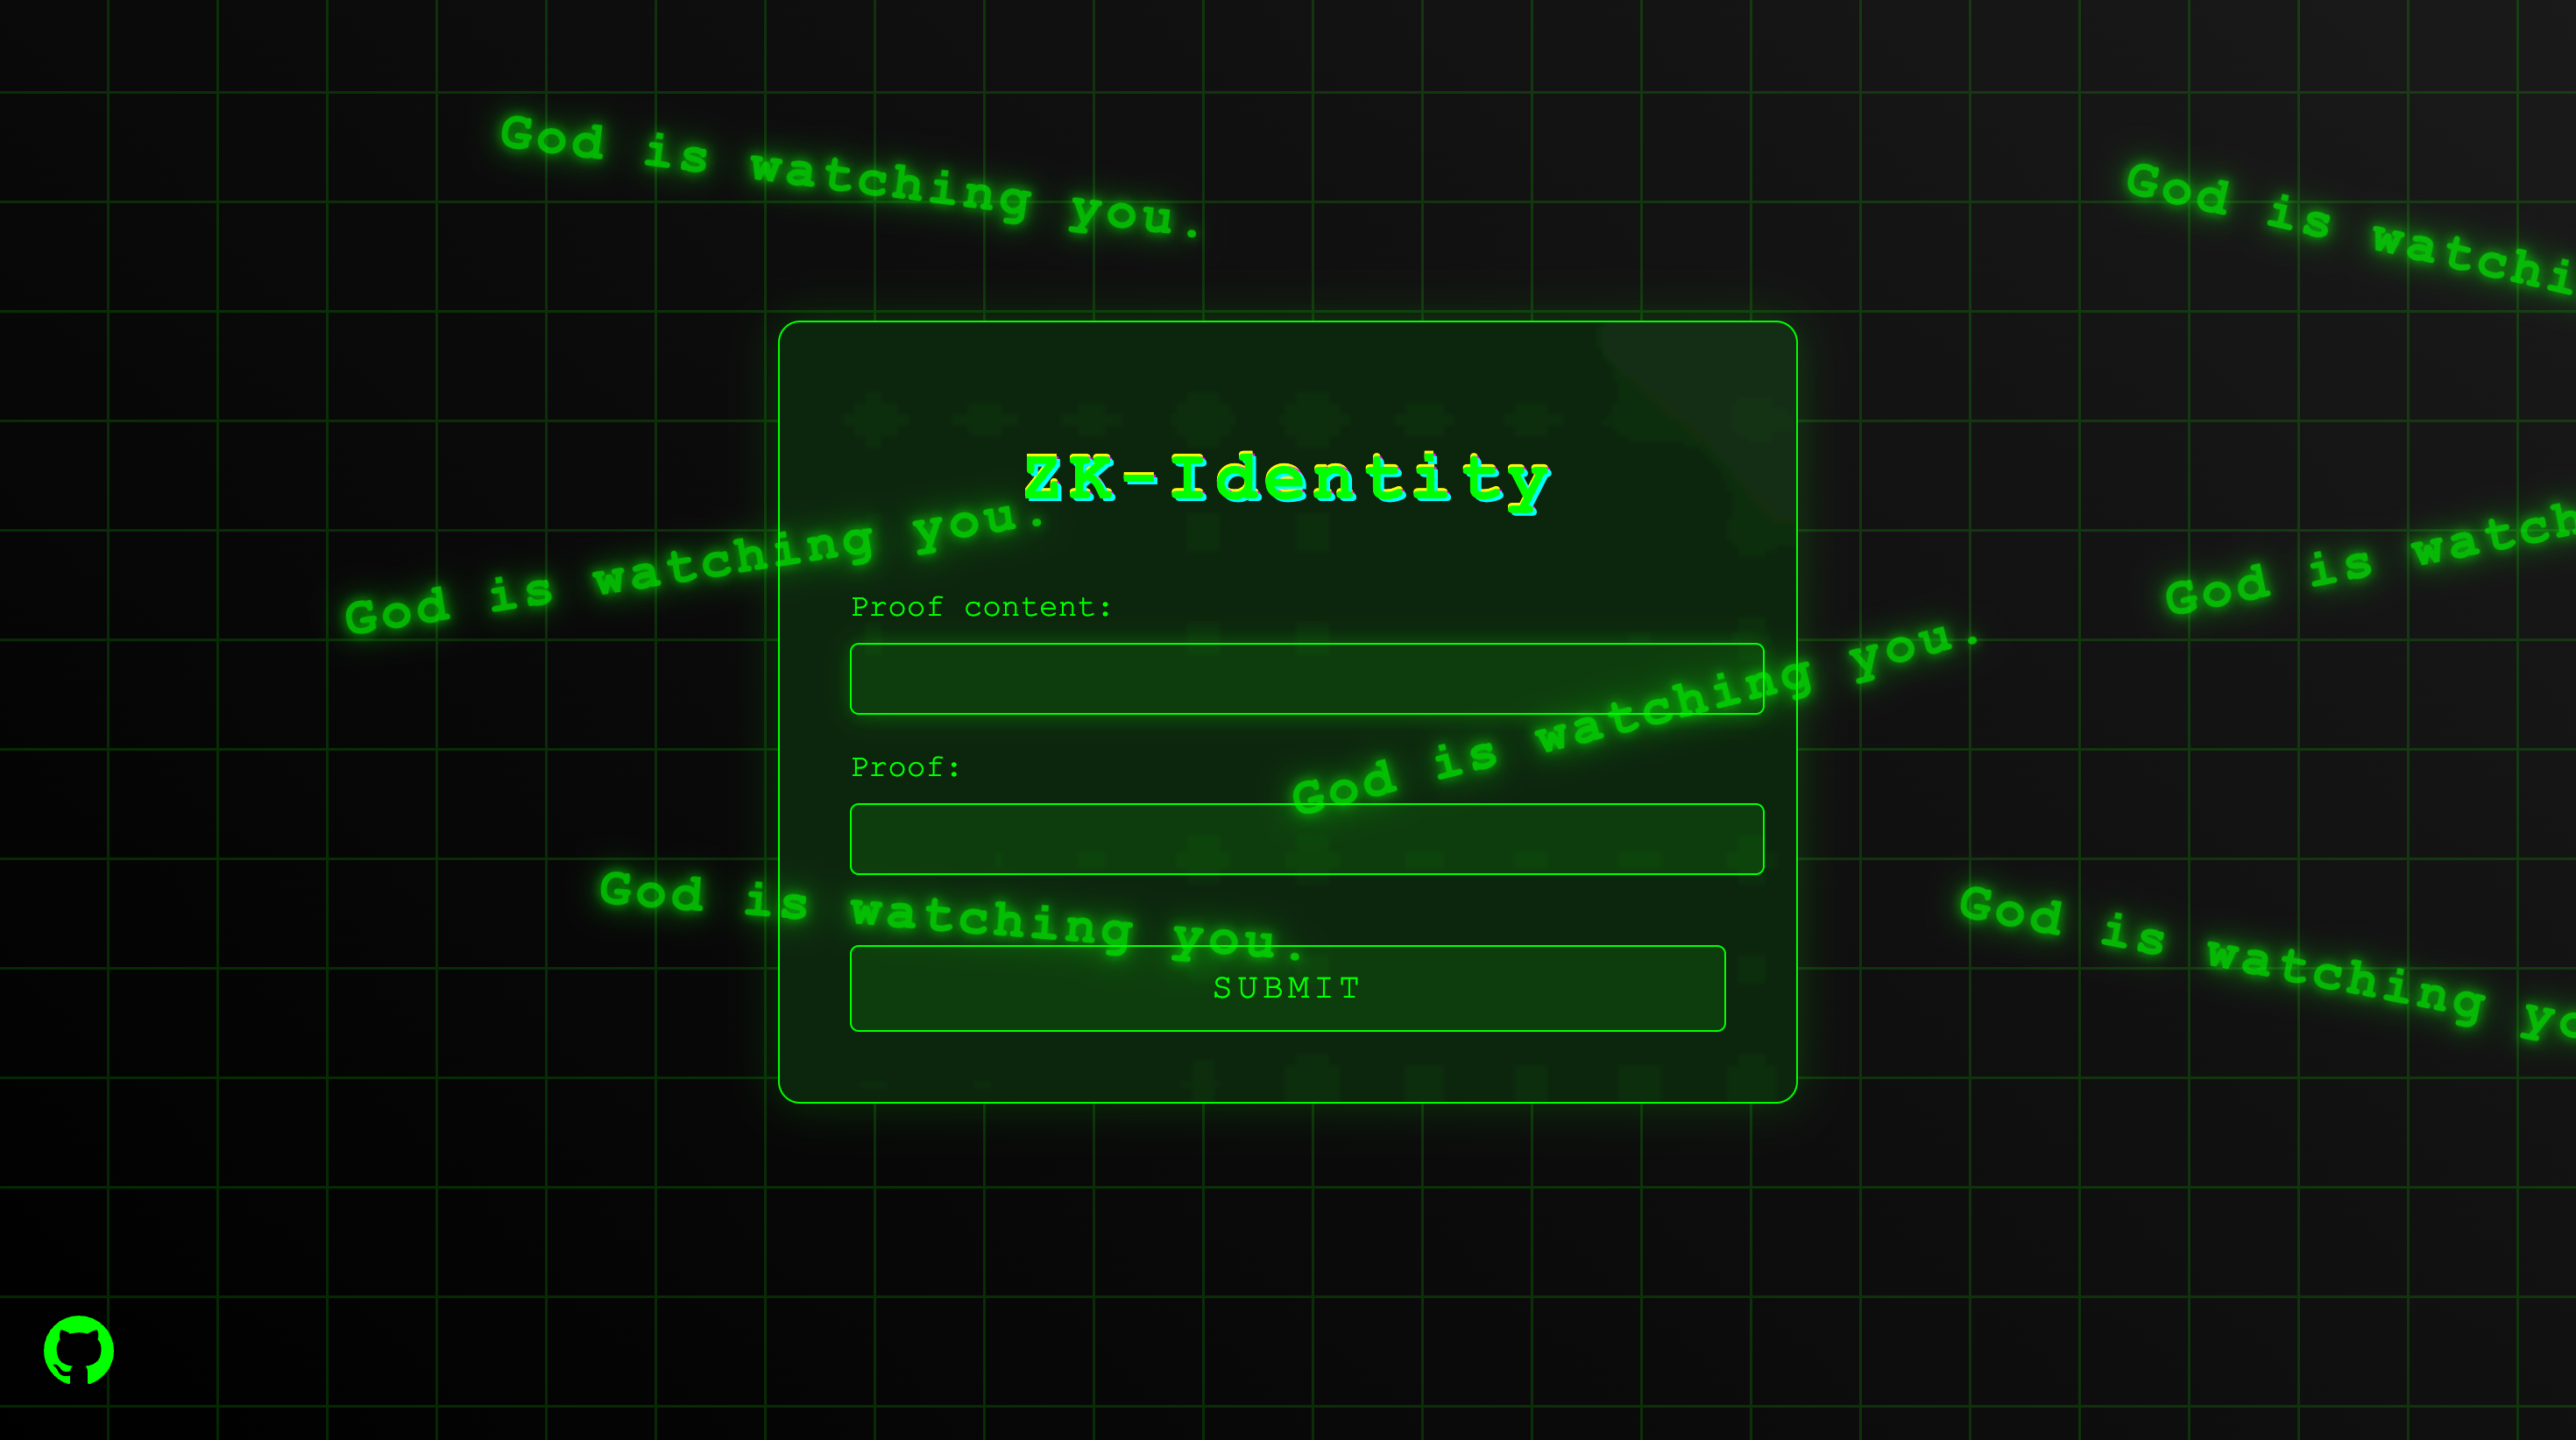 God is watching you.
God is watchi
ZK-Identity
God is watching you.
God is watch
Proof content:
God is watching you.
Proof:
God is watching you.
God is watching yo
SUBMIT